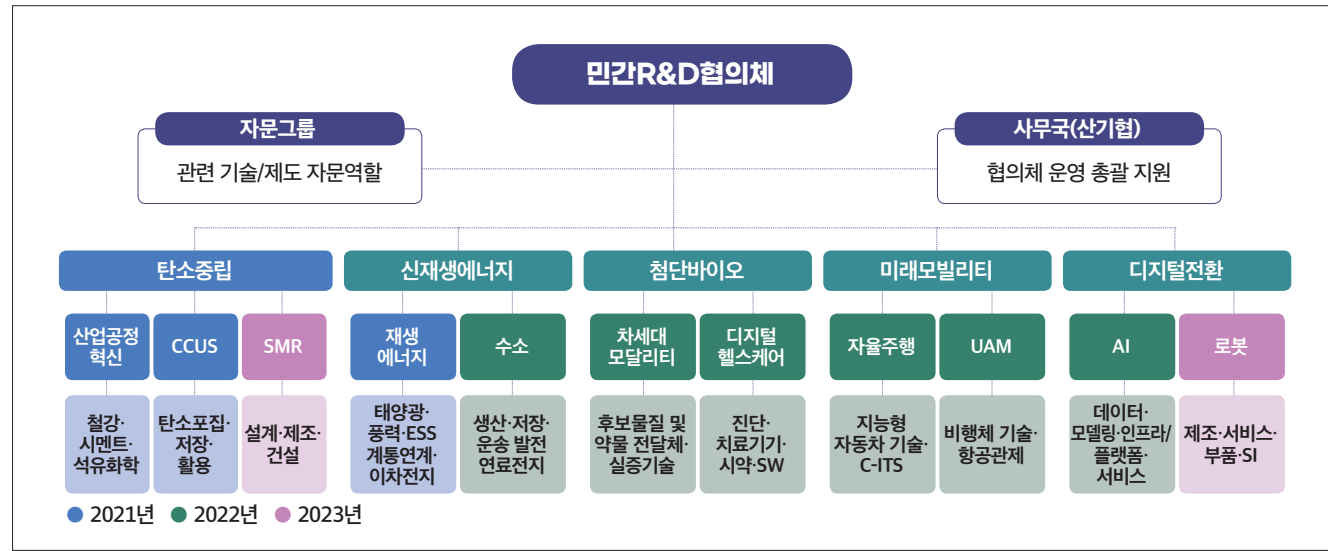 민간R&D협의체
자문그룹
관련 기술/제도 자문역할
사무국(산기협)
협의체 운영 총괄 지원
탄소중립
신재생에너지
첨단바이오
미래모빌리티
디지털전환
산업공정
혁신
CCUS
SMR
재생
에너지
수소
차세대
모달리티
디지털
헬스케어
자율주행
UAM
AI
로봇
철강·
시멘트·
석유화학
탄소포집·
저장·
활용
설계·제조·
건설
태양광·
풍력·ESS
계통연계·
이차전지
생산·저장·
운송 발전
연료전지
후보물질 및
약물 전달체·
실증기술
진단·
치료기기·
시약·SW
지능형
자동차 기술·
C-ITS
비행체 기술·
항공관제
데이터·
모델링·인프라/
플랫폼·
서비스
제조·서비스·
부품·SI
2021년
2022년
2023년